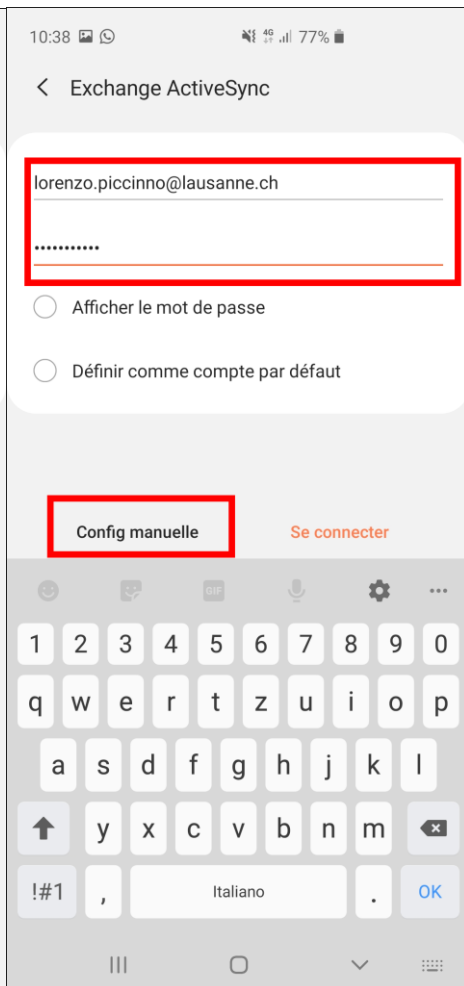 10:38 4G 77%
Exchange ActiveSync
lorenzo.piccinno@lausanne.ch
•••••••••••
Afficher le mot de passe
Définir comme compte par défaut
Config manuelle Se connecter
GIF
1 2 3 4 5 6 7 8 9 0
q w e r t z u i o p
a s d f g h j k l
y x c v b n m
!#1 , Italiano . OK